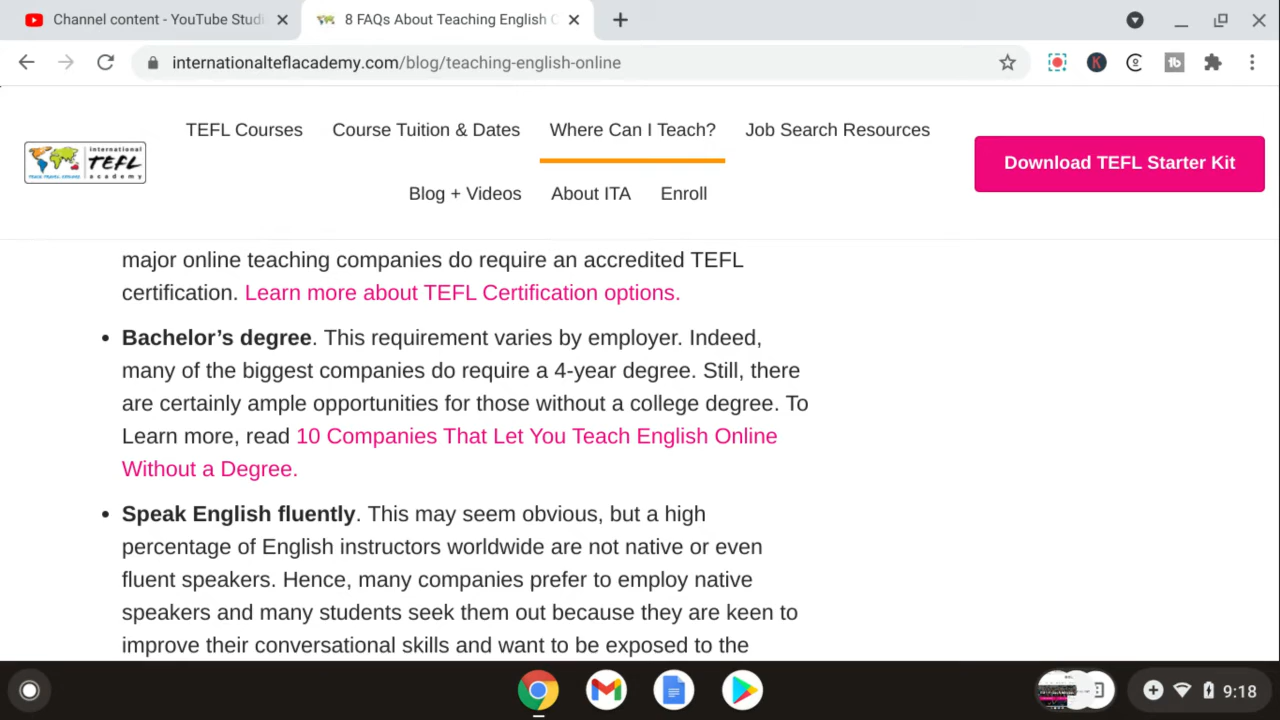 Channel content - YouTube Studi
8 FAQs About Teaching English O
internationalteflacademy.com/blog/teaching-english-online
international
TEFL
TEACH · TRAVEL · EXPLORE
academy
TEFL Courses
Course Tuition & Dates
Where Can I Teach?
Job Search Resources
Blog + Videos
About ITA
Enroll
Download TEFL Starter Kit
major online teaching companies do require an accredited TEFL
certification. Learn more about TEFL Certification options.
• Bachelor’s degree. This requirement varies by employer. Indeed,
many of the biggest companies do require a 4-year degree. Still, there
are certainly ample opportunities for those without a college degree. To
Learn more, read 10 Companies That Let You Teach English Online
Without a Degree.
• Speak English fluently. This may seem obvious, but a high
percentage of English instructors worldwide are not native or even
fluent speakers. Hence, many companies prefer to employ native
speakers and many students seek them out because they are keen to
improve their conversational skills and want to be exposed to the
9:18